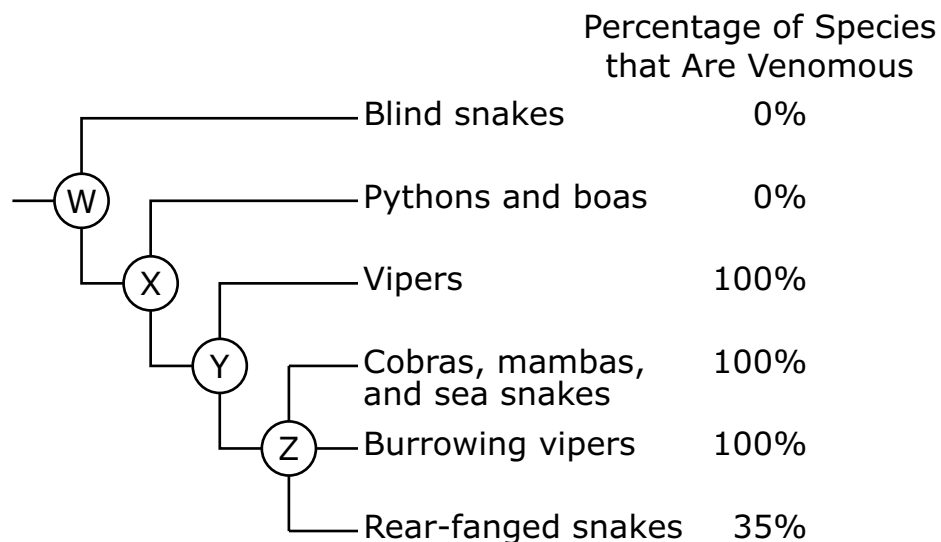 Percentage of Species
that Are Venomous
Blind snakes 0%
W
Pythons and boas 0%
X
Vipers 100%
Y
Cobras, mambas, 100%
and sea snakes
Z
Burrowing vipers 100%
Rear-fanged snakes 35%